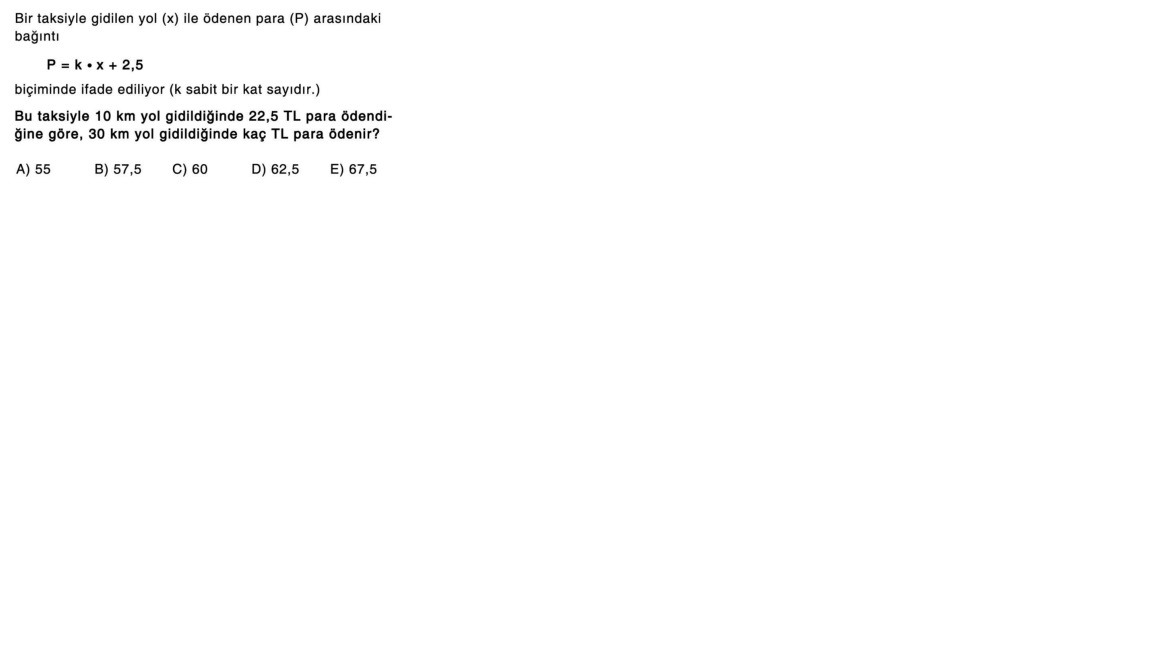 Bir taksiyle gidilen yol (x) ile ödenen para (P) arasındaki
bağıntı
P = k • x + 2,5
biçiminde ifade ediliyor (k sabit bir kat sayıdır.)
Bu taksiyle 10 km yol gidildiğinde 22,5 TL para ödendi-
ğine göre, 30 km yol gidildiğinde kaç TL para ödenir?
A) 55 B) 57,5 C) 60 D) 62,5 E) 67,5